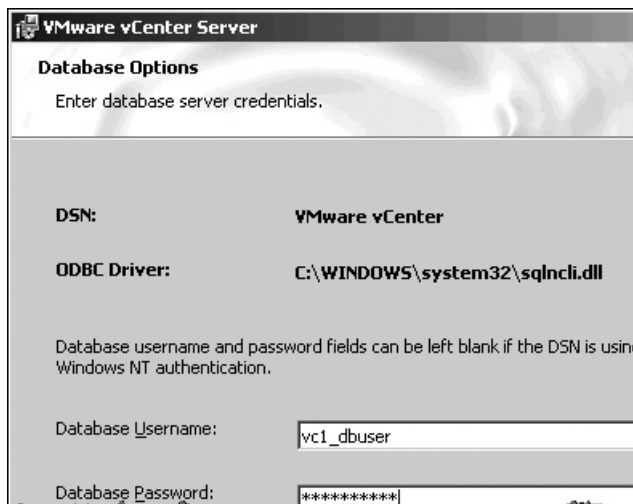 VMware vCenter Server
Database Options
Enter database server credentials.
DSN: VMware vCenter
ODBC Driver: C:\WINDOWS\system32\sqlncli.dll
Database username and password fields can be left blank if the DSN is usin
Windows NT authentication.
Database Username: vc1_dbuser
Database Password: **********